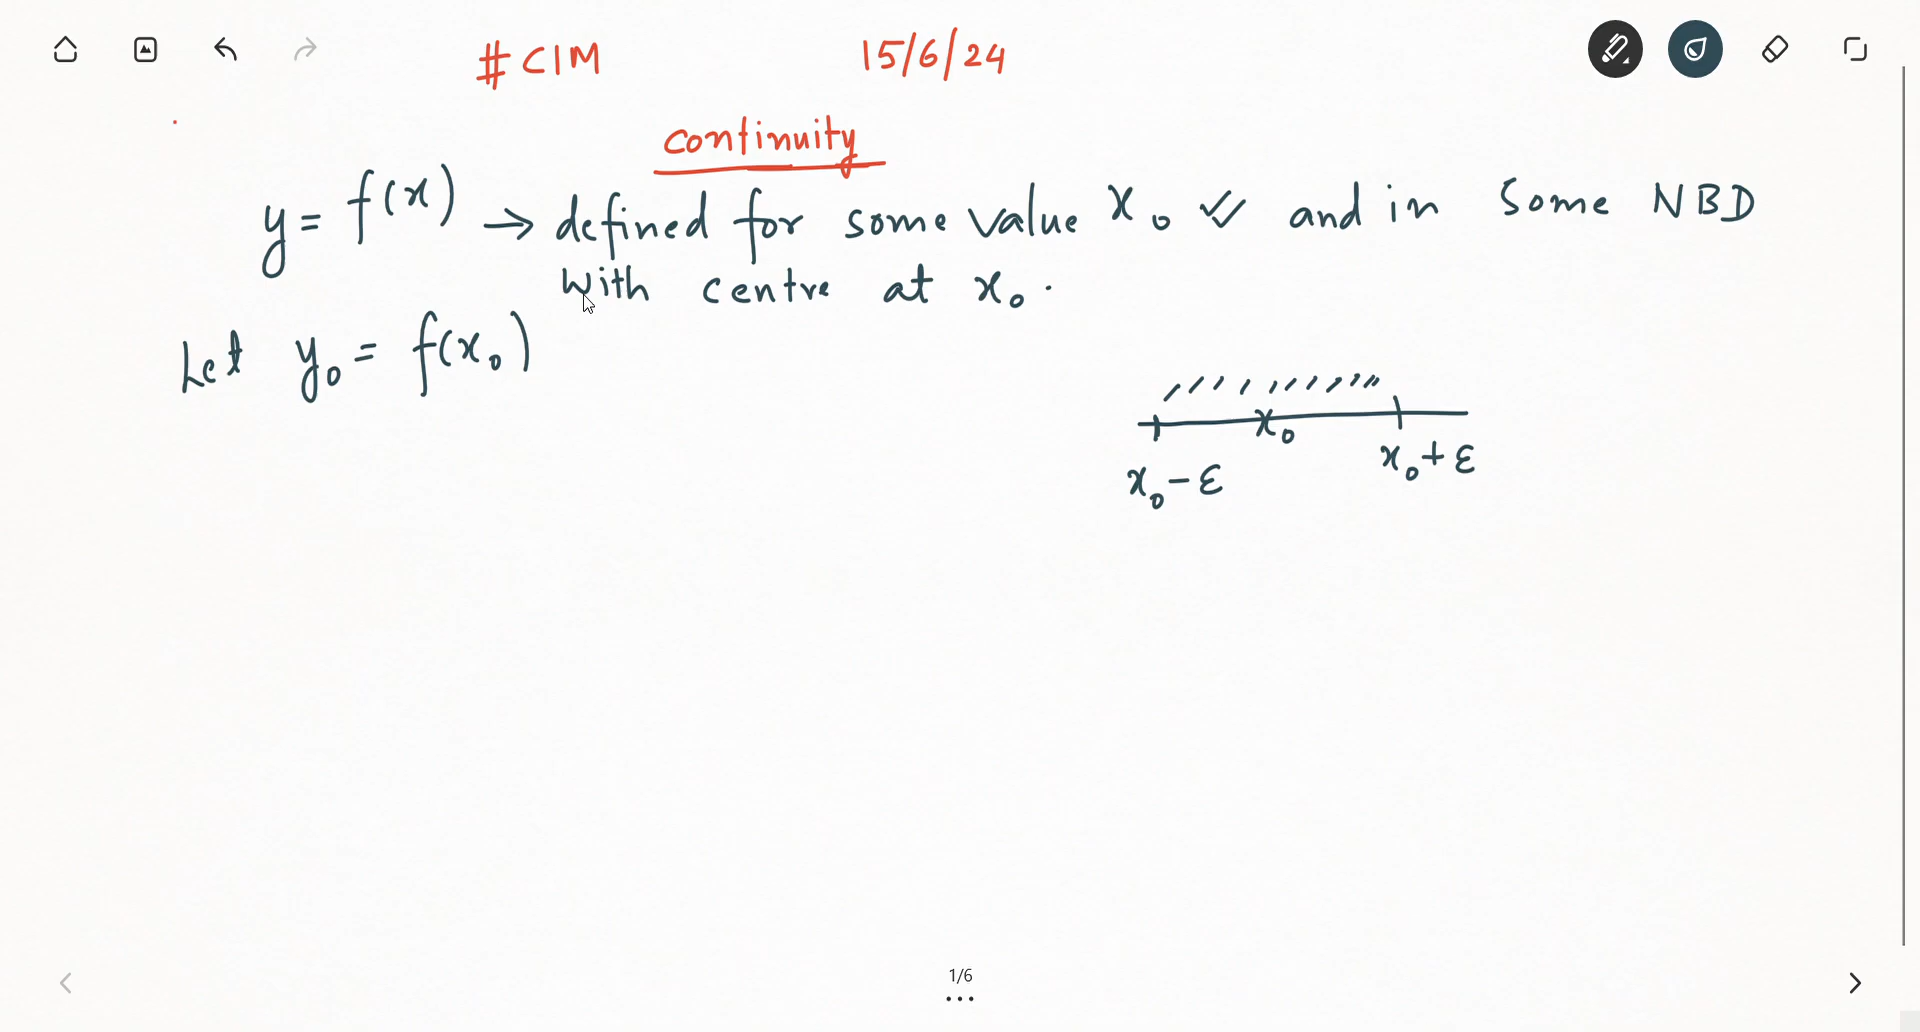 #CIM 15/6/24
continuity
y = f(x) → defined for some value x₀ ✓✓ and in some NBD
with centre at x₀.
Let y₀ = f(x₀)
x₀
x₀-ε x₀+ε
1/6